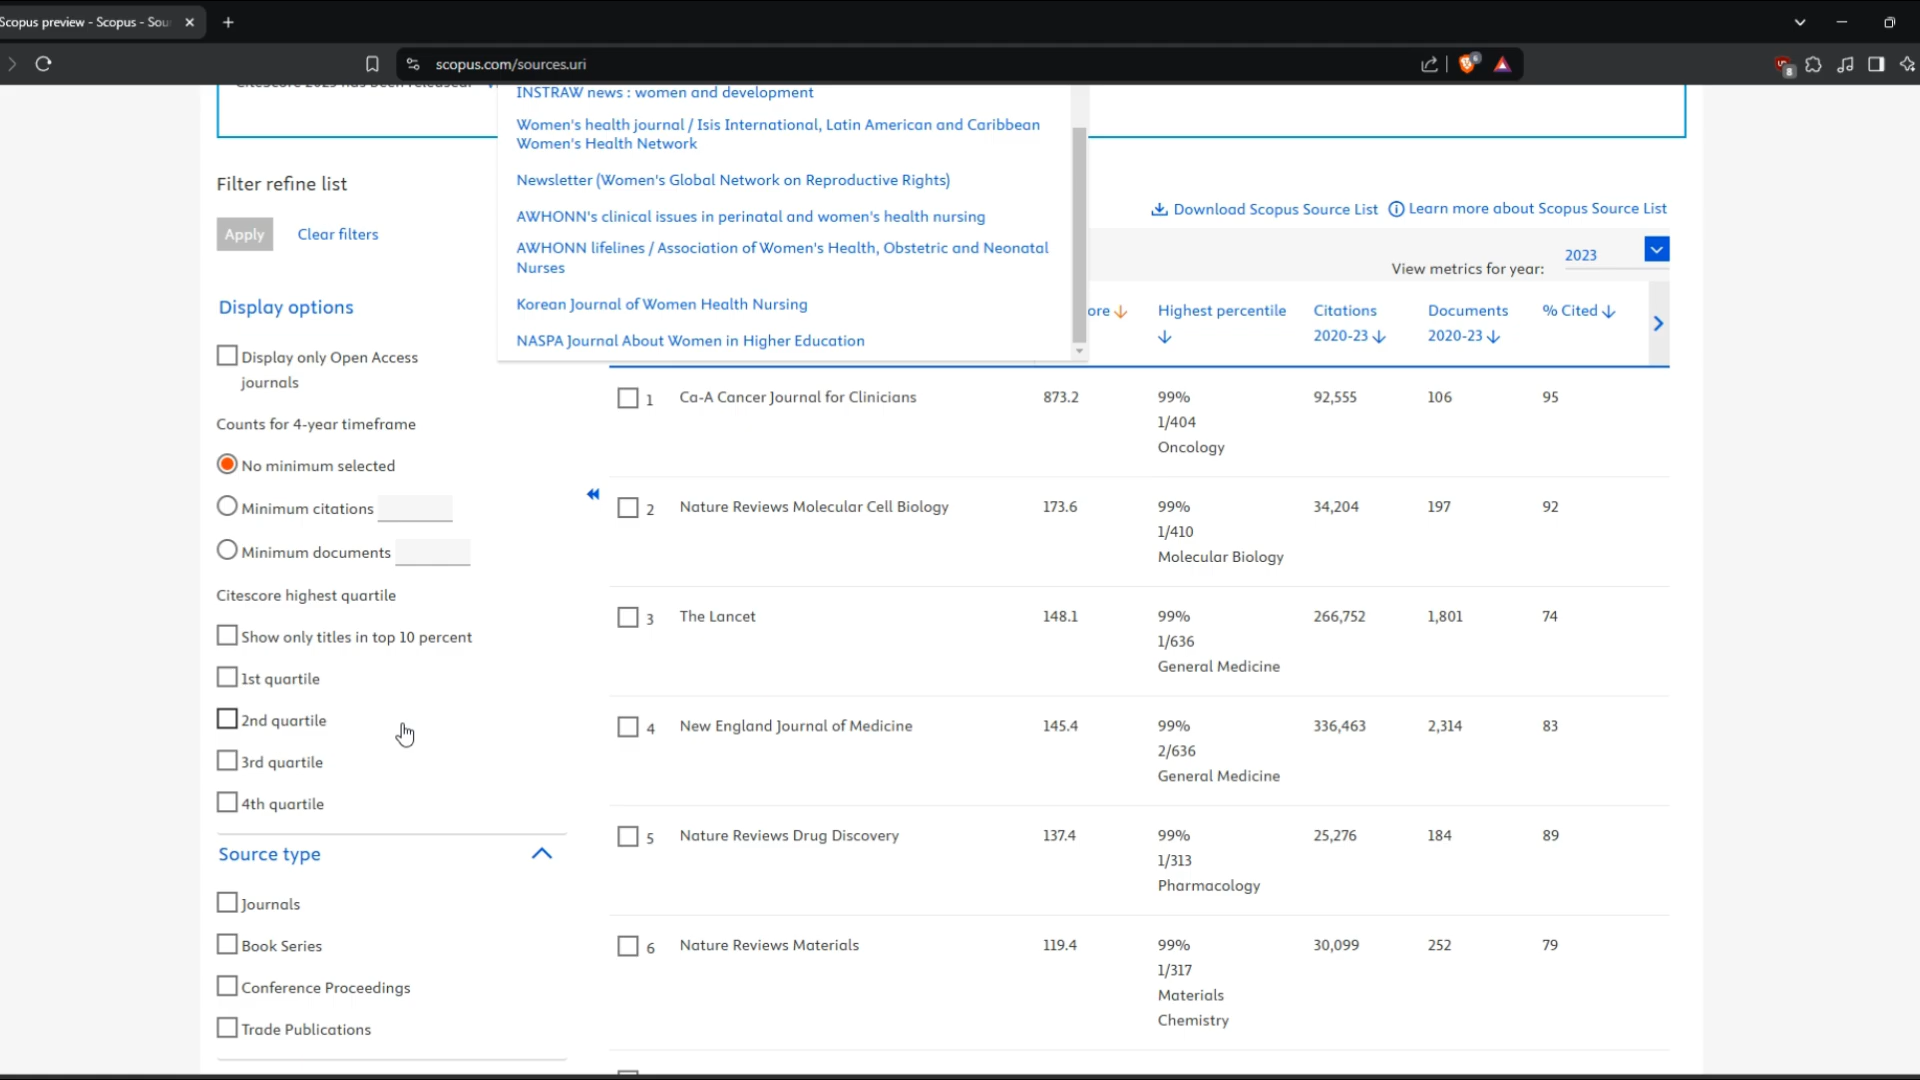 Scopus preview - Scopus - Sou
scopus.com/sources.uri
INSTRAW news : women and development
Women's health journal / Isis International, Latin American and Caribbean
Women's Health Network
Newsletter (Women's Global Network on Reproductive Rights)
AWHONN's clinical issues in perinatal and women's health nursing
AWHONN lifelines / Association of Women's Health, Obstetric and Neonatal
Nurses
Korean Journal of Women Health Nursing
NASPA Journal About Women in Higher Education
Filter refine list
Apply Clear filters
Download Scopus Source List Learn more about Scopus Source List
View metrics for year: 2023
Display options
Display only Open Access
journals
Counts for 4-year timeframe
No minimum selected
Minimum citations
Minimum documents
Citescore highest quartile
Show only titles in top 10 percent
1st quartile
2nd quartile
3rd quartile
4th quartile
Source type
Journals
Book Series
Conference Proceedings
Trade Publications
ore Highest percentile Citations Documents % Cited
2020-23 2020-23
1 Ca-A Cancer Journal for Clinicians 873.2 99% 92,555 106 95
1/404
Oncology
2 Nature Reviews Molecular Cell Biology 173.6 99% 34,204 197 92
1/410
Molecular Biology
3 The Lancet 148.1 99% 266,752 1,801 74
1/636
General Medicine
4 New England Journal of Medicine 145.4 99% 336,463 2,314 83
2/636
General Medicine
5 Nature Reviews Drug Discovery 137.4 99% 25,276 184 89
1/313
Pharmacology
6 Nature Reviews Materials 119.4 99% 30,099 252 79
1/317
Materials
Chemistry